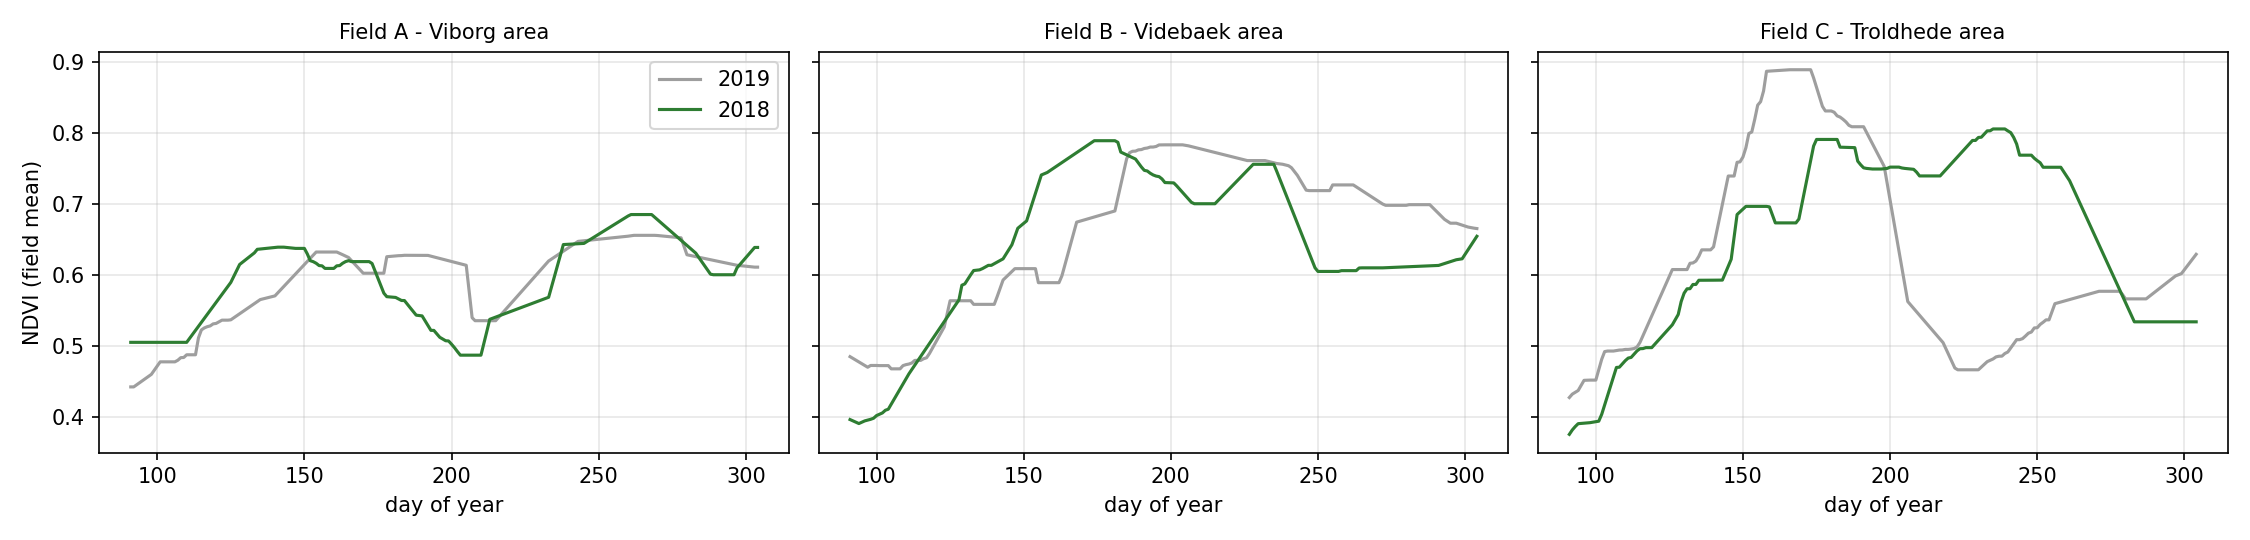 Field A - Viborg area
Field B - Videbaek area
Field C - Troldhede area
NDVI (field mean)
0.9
0.8
0.7
0.6
0.5
0.4
2019
2018
100 150 200 250 300
100 150 200 250 300
100 150 200 250 300
day of year
day of year
day of year